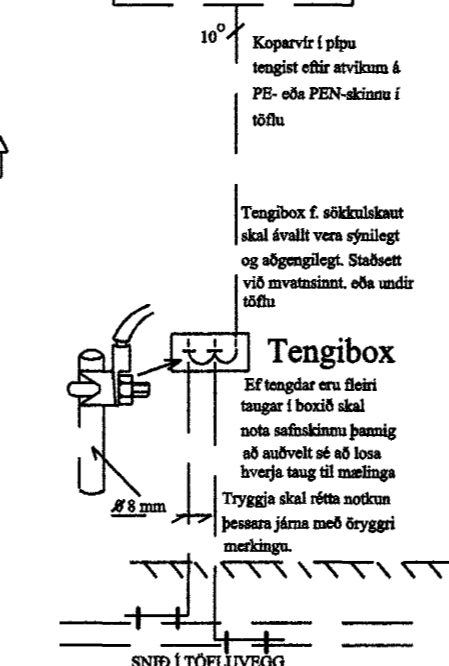 10°
Koparvír í pípu
tengist eftir atvikum á
PE- eða PEN-skinnu í
töflu
Tengibox f. sökkulskaut
skal ávallt vera sýnilegt
og aðgengilegt. Staðsett
við mvatnsinnt. eða undir
töflu
Tengibox
Ef tengdar eru fleiri
taugar í boxið skal
nota safnskinnu þannig
að auðvelt sé að losa
hverja taug til mælinga
ø 8 mm
Tryggja skal rétta notkun
þessara járna með öryggri
merkingu.
SNIÐ Í TÖFLUVEGG